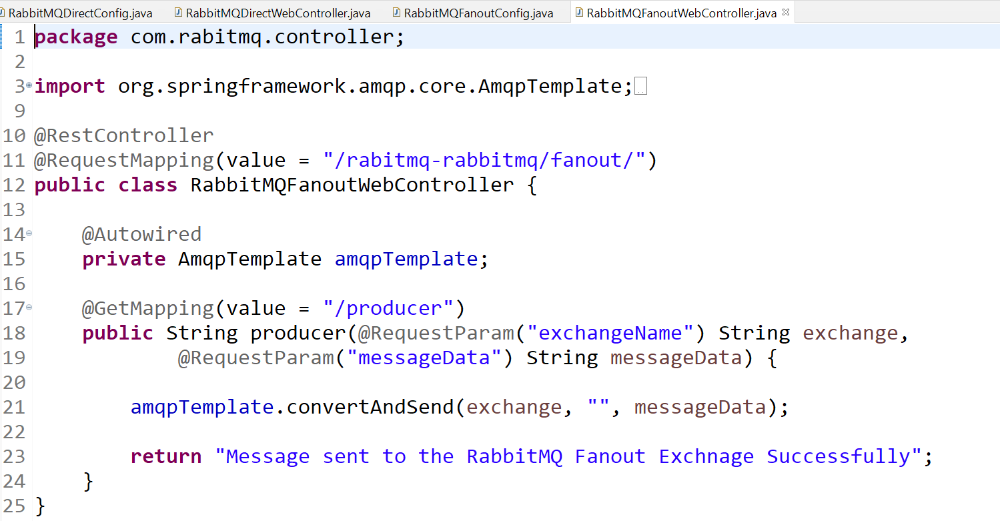 RabbitMQDirectConfig.java RabbitMQDirectWebController.java RabbitMQFanoutConfig.java RabbitMQFanoutWebController.java
1 package com.rabitmq.controller;
2
3 import org.springframework.amqp.core.AmqpTemplate;
9
10 @RestController
11 @RequestMapping(value = "/rabitmq-rabbitmq/fanout/")
12 public class RabbitMQFanoutWebController {
13
14 @Autowired
15 private AmqpTemplate amqpTemplate;
16
17 @GetMapping(value = "/producer")
18 public String producer(@RequestParam("exchangeName") String exchange,
19 @RequestParam("messageData") String messageData) {
20
21 amqpTemplate.convertAndSend(exchange, "", messageData);
22
23 return "Message sent to the RabbitMQ Fanout Exchnage Successfully";
24 }
25 }